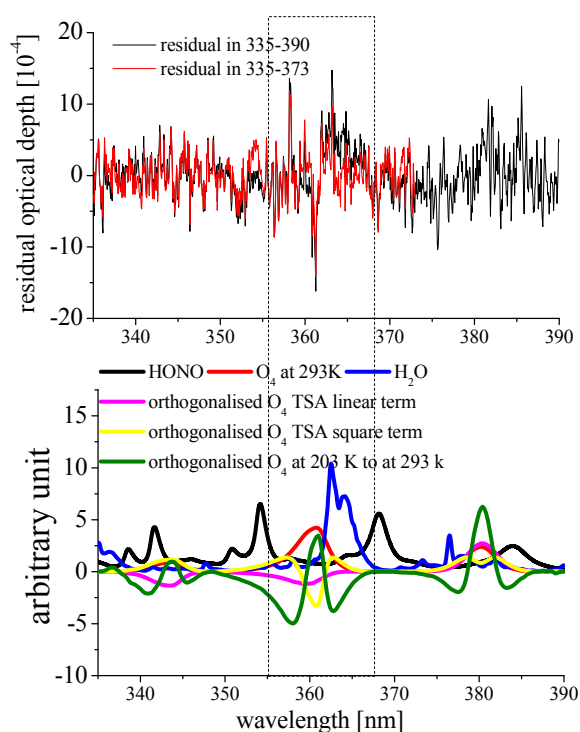 residual optical depth [10⁻⁴]
20
10
0
-10
-20
residual in 335-390
residual in 335-373
340 350 360 370 380 390
HONO O₄ at 293K H₂O
orthogonalised O₄ TSA linear term
orthogonalised O₄ TSA square term
orthogonalised O₄ at 203 K to at 293 k
arbitrary unit
15
10
5
0
-5
-10
340 350 360 370 380 390
wavelength [nm]